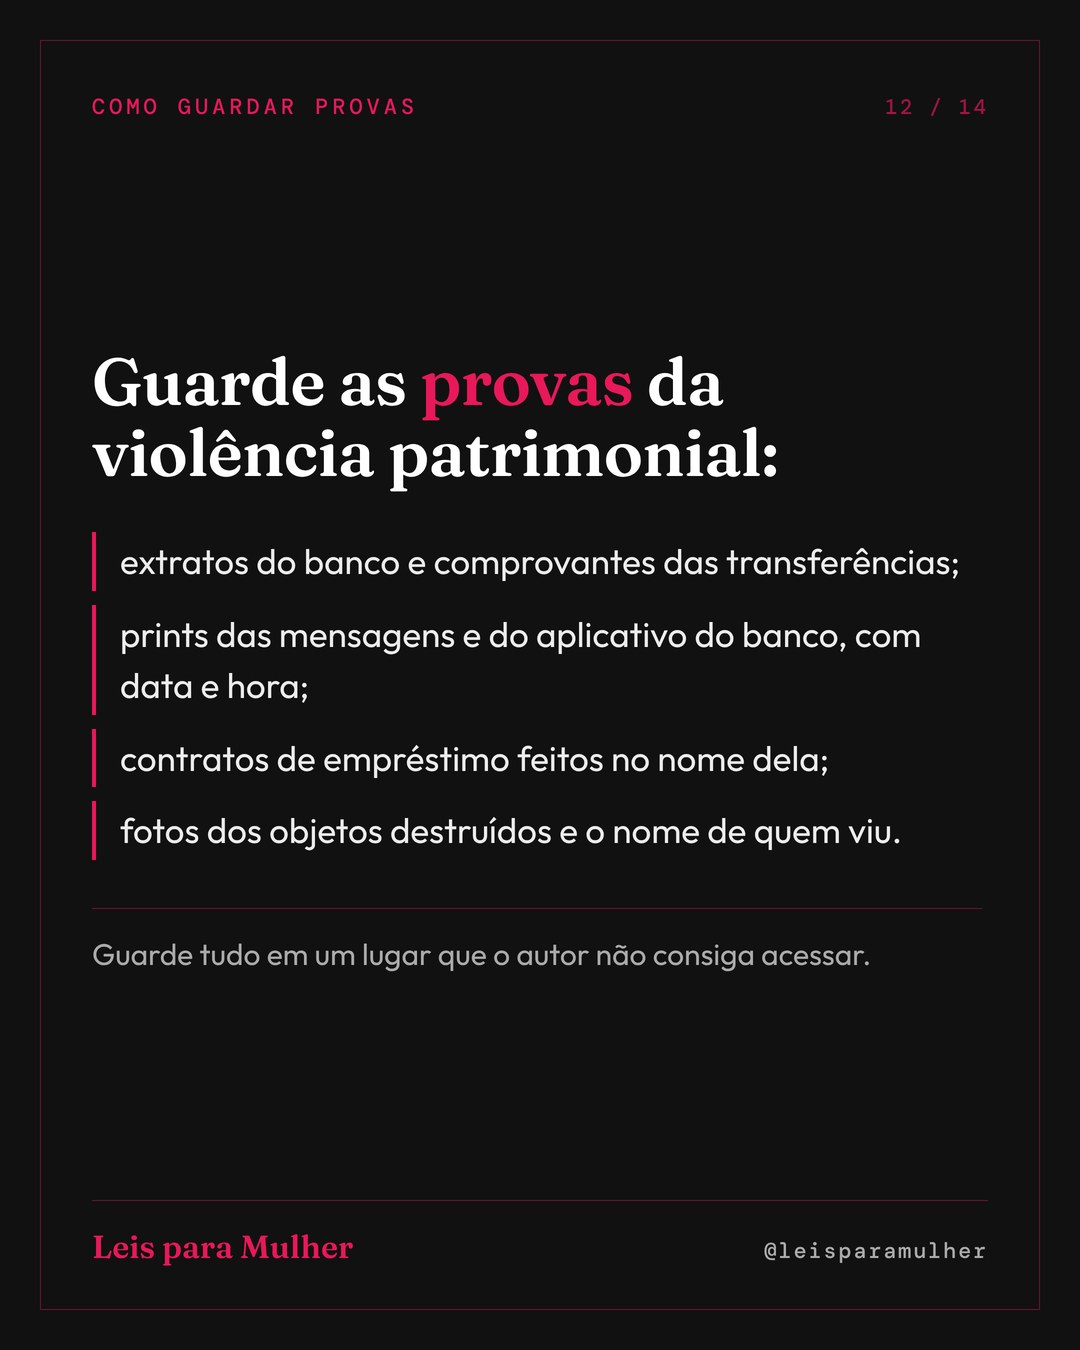 COMO GUARDAR PROVAS
12 / 14
Guarde as provas da
violência patrimonial:
extratos do banco e comprovantes das transferências;
prints das mensagens e do aplicativo do banco, com
data e hora;
contratos de empréstimo feitos no nome dela;
fotos dos objetos destruídos e o nome de quem viu.
Guarde tudo em um lugar que o autor não consiga acessar.
Leis para Mulher
@leisparamulher